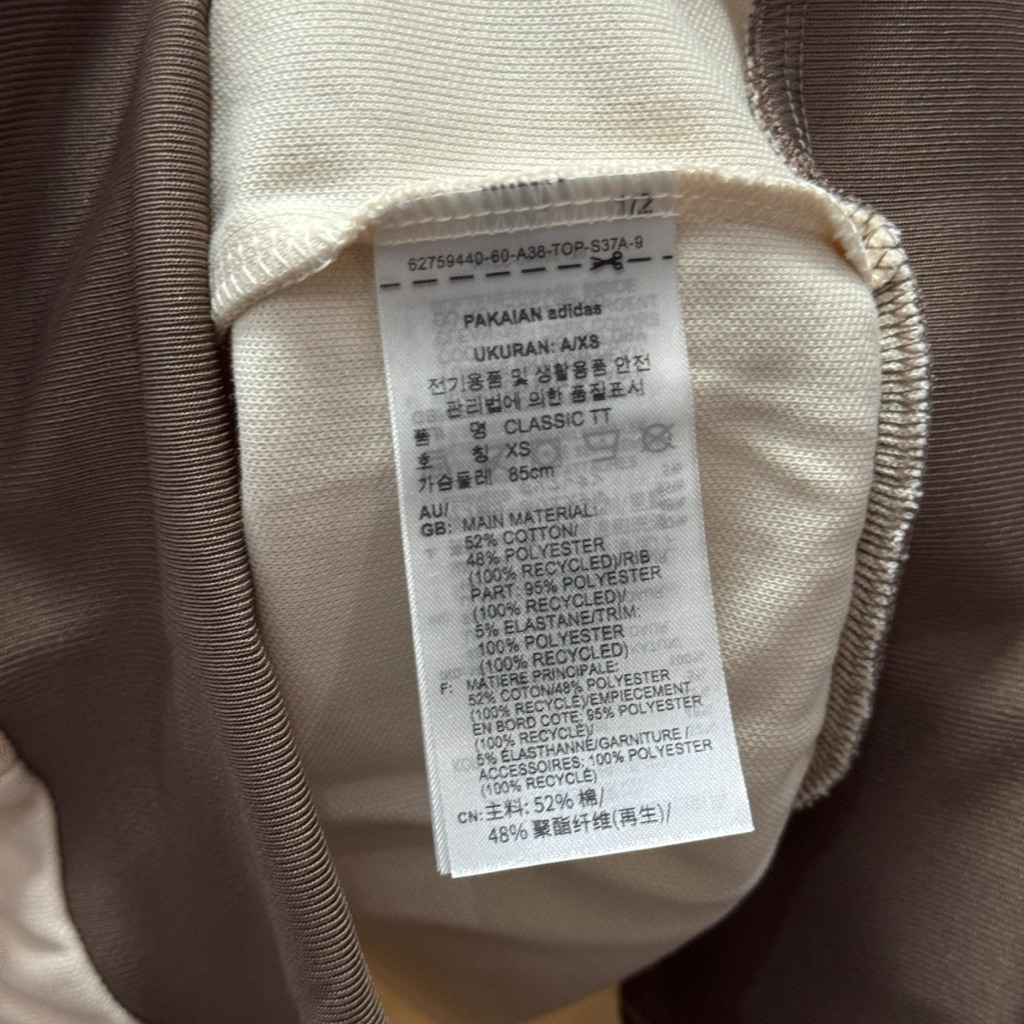 172
62759440-60-A38-TOP-S37A-9
PAKAIAN adidas
UKURAN: A/XS
전기용품 및 생활용품 안전
관리법에 의한 품질표시
품 명 CLASSIC TT
호 칭 XS
가슴둘레 85cm
AU/
GB: MAIN MATERIAL:
52% COTTON/
48% POLYESTER
(100% RECYCLED)/RIB
PART: 95% POLYESTER
(100% RECYCLED)/
5% ELASTANE/TRIM:
100% POLYESTER
(100% RECYCLED)
F: MATIERE PRINCIPALE:
52% COTON/48% POLYESTER
(100% RECYCLÉ)/EMPIECEMENT
EN BORD COTE: 95% POLYESTER
(100% RECYCLÉ)/
5% ÉLASTHANNE/GARNITURE /
ACCESSOIRES: 100% POLYESTER
(100% RECYCLÉ)
CN: 主料: 52% 棉/
48% 聚酯纤维(再生)/